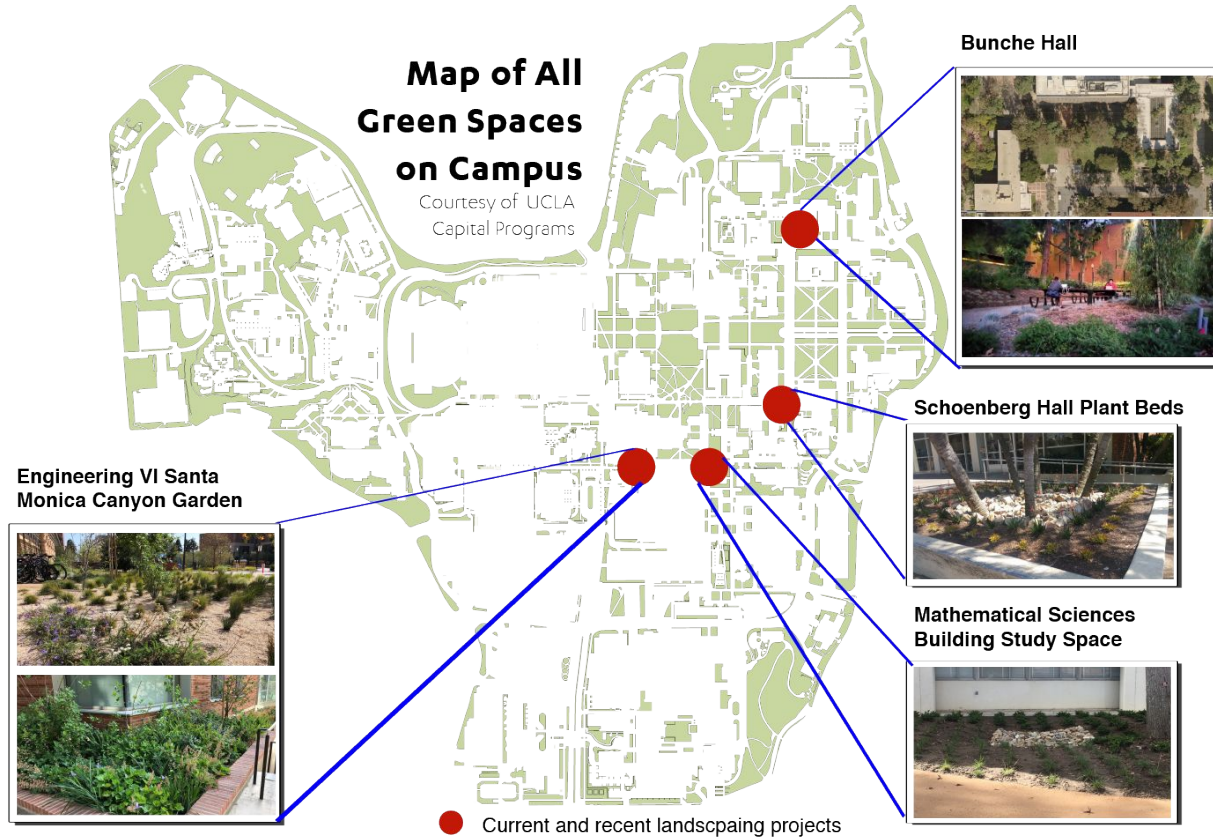 Map of All
Green Spaces
on Campus
Courtesy of UCLA
Capital Programs
Bunche Hall
Schoenberg Hall Plant Beds
Engineering VI Santa
Monica Canyon Garden
Mathematical Sciences
Building Study Space
Current and recent landscpaing projects